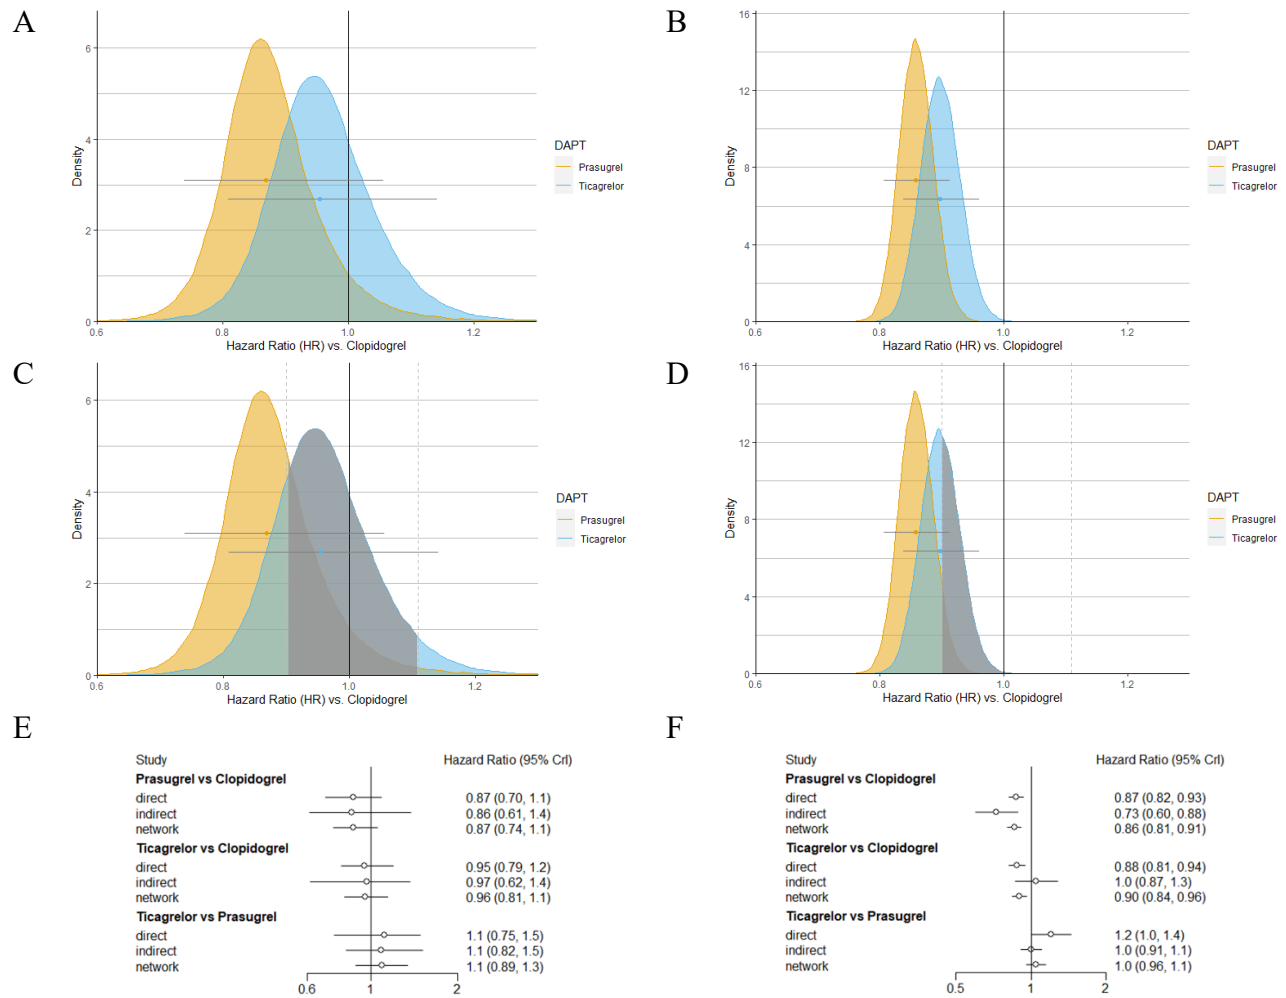 A
6
4
2
0
Density
0.6 0.8 1.0 1.2
Hazard Ratio (HR) vs. Clopidogrel
DAPT
Prasugrel
Ticagrelor
B
16
12
8
4
0
Density
0.6 0.8 1.0 1.2
Hazard Ratio (HR) vs. Clopidogrel
DAPT
Prasugrel
Ticagrelor
C
6
4
2
0
Density
0.6 0.8 1.0 1.2
Hazard Ratio (HR) vs. Clopidogrel
DAPT
Prasugrel
Ticagrelor
D
16
12
8
4
0
Density
0.6 0.8 1.0 1.2
Hazard Ratio (HR) vs. Clopidogrel
DAPT
Prasugrel
Ticagrelor
E
Study Hazard Ratio (95% CrI)
Prasugrel vs Clopidogrel
direct 0.87 (0.70, 1.1)
indirect 0.86 (0.61, 1.4)
network 0.87 (0.74, 1.1)
Ticagrelor vs Clopidogrel
direct 0.95 (0.79, 1.2)
indirect 0.97 (0.62, 1.4)
network 0.96 (0.81, 1.1)
Ticagrelor vs Prasugrel
direct 1.1 (0.75, 1.5)
indirect 1.1 (0.82, 1.5)
network 1.1 (0.89, 1.3)
0.6 1 2
F
Study Hazard Ratio (95% CrI)
Prasugrel vs Clopidogrel
direct 0.87 (0.82, 0.93)
indirect 0.73 (0.60, 0.88)
network 0.86 (0.81, 0.91)
Ticagrelor vs Clopidogrel
direct 0.88 (0.81, 0.94)
indirect 1.0 (0.87, 1.3)
network 0.90 (0.84, 0.96)
Ticagrelor vs Prasugrel
direct 1.2 (1.0, 1.4)
indirect 1.0 (0.91, 1.1)
network 1.0 (0.96, 1.1)
0.5 1 2